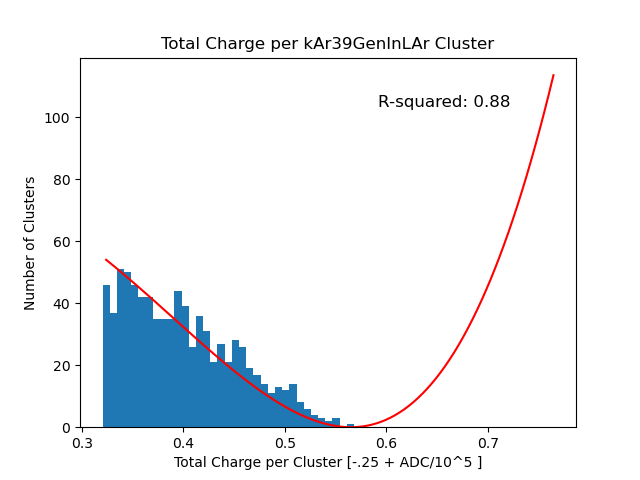 Total Charge per kAr39GenInLAr Cluster
R-squared: 0.88
Number of Clusters
100
80
60
40
20
0
0.3 0.4 0.5 0.6 0.7
Total Charge per Cluster [-.25 + ADC/10^5 ]